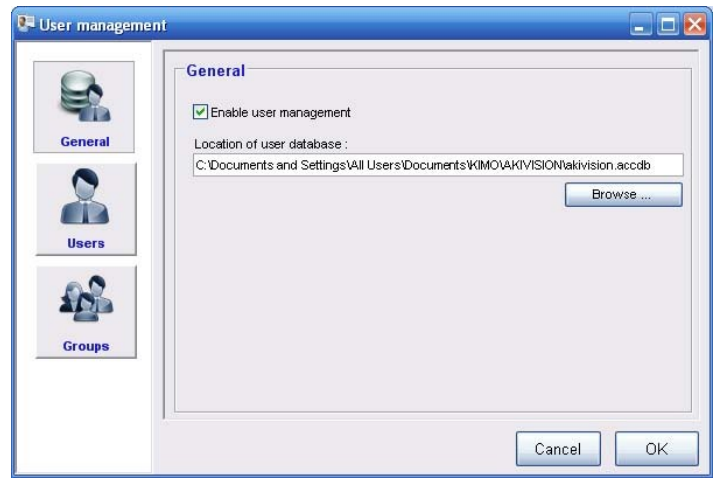 User management
General
Users
Groups
General
Enable user management
Location of user database :
C:\Documents and Settings\All Users\Documents\KIMO\AKIVISION\akivision.accdb
Browse ...
Cancel
OK